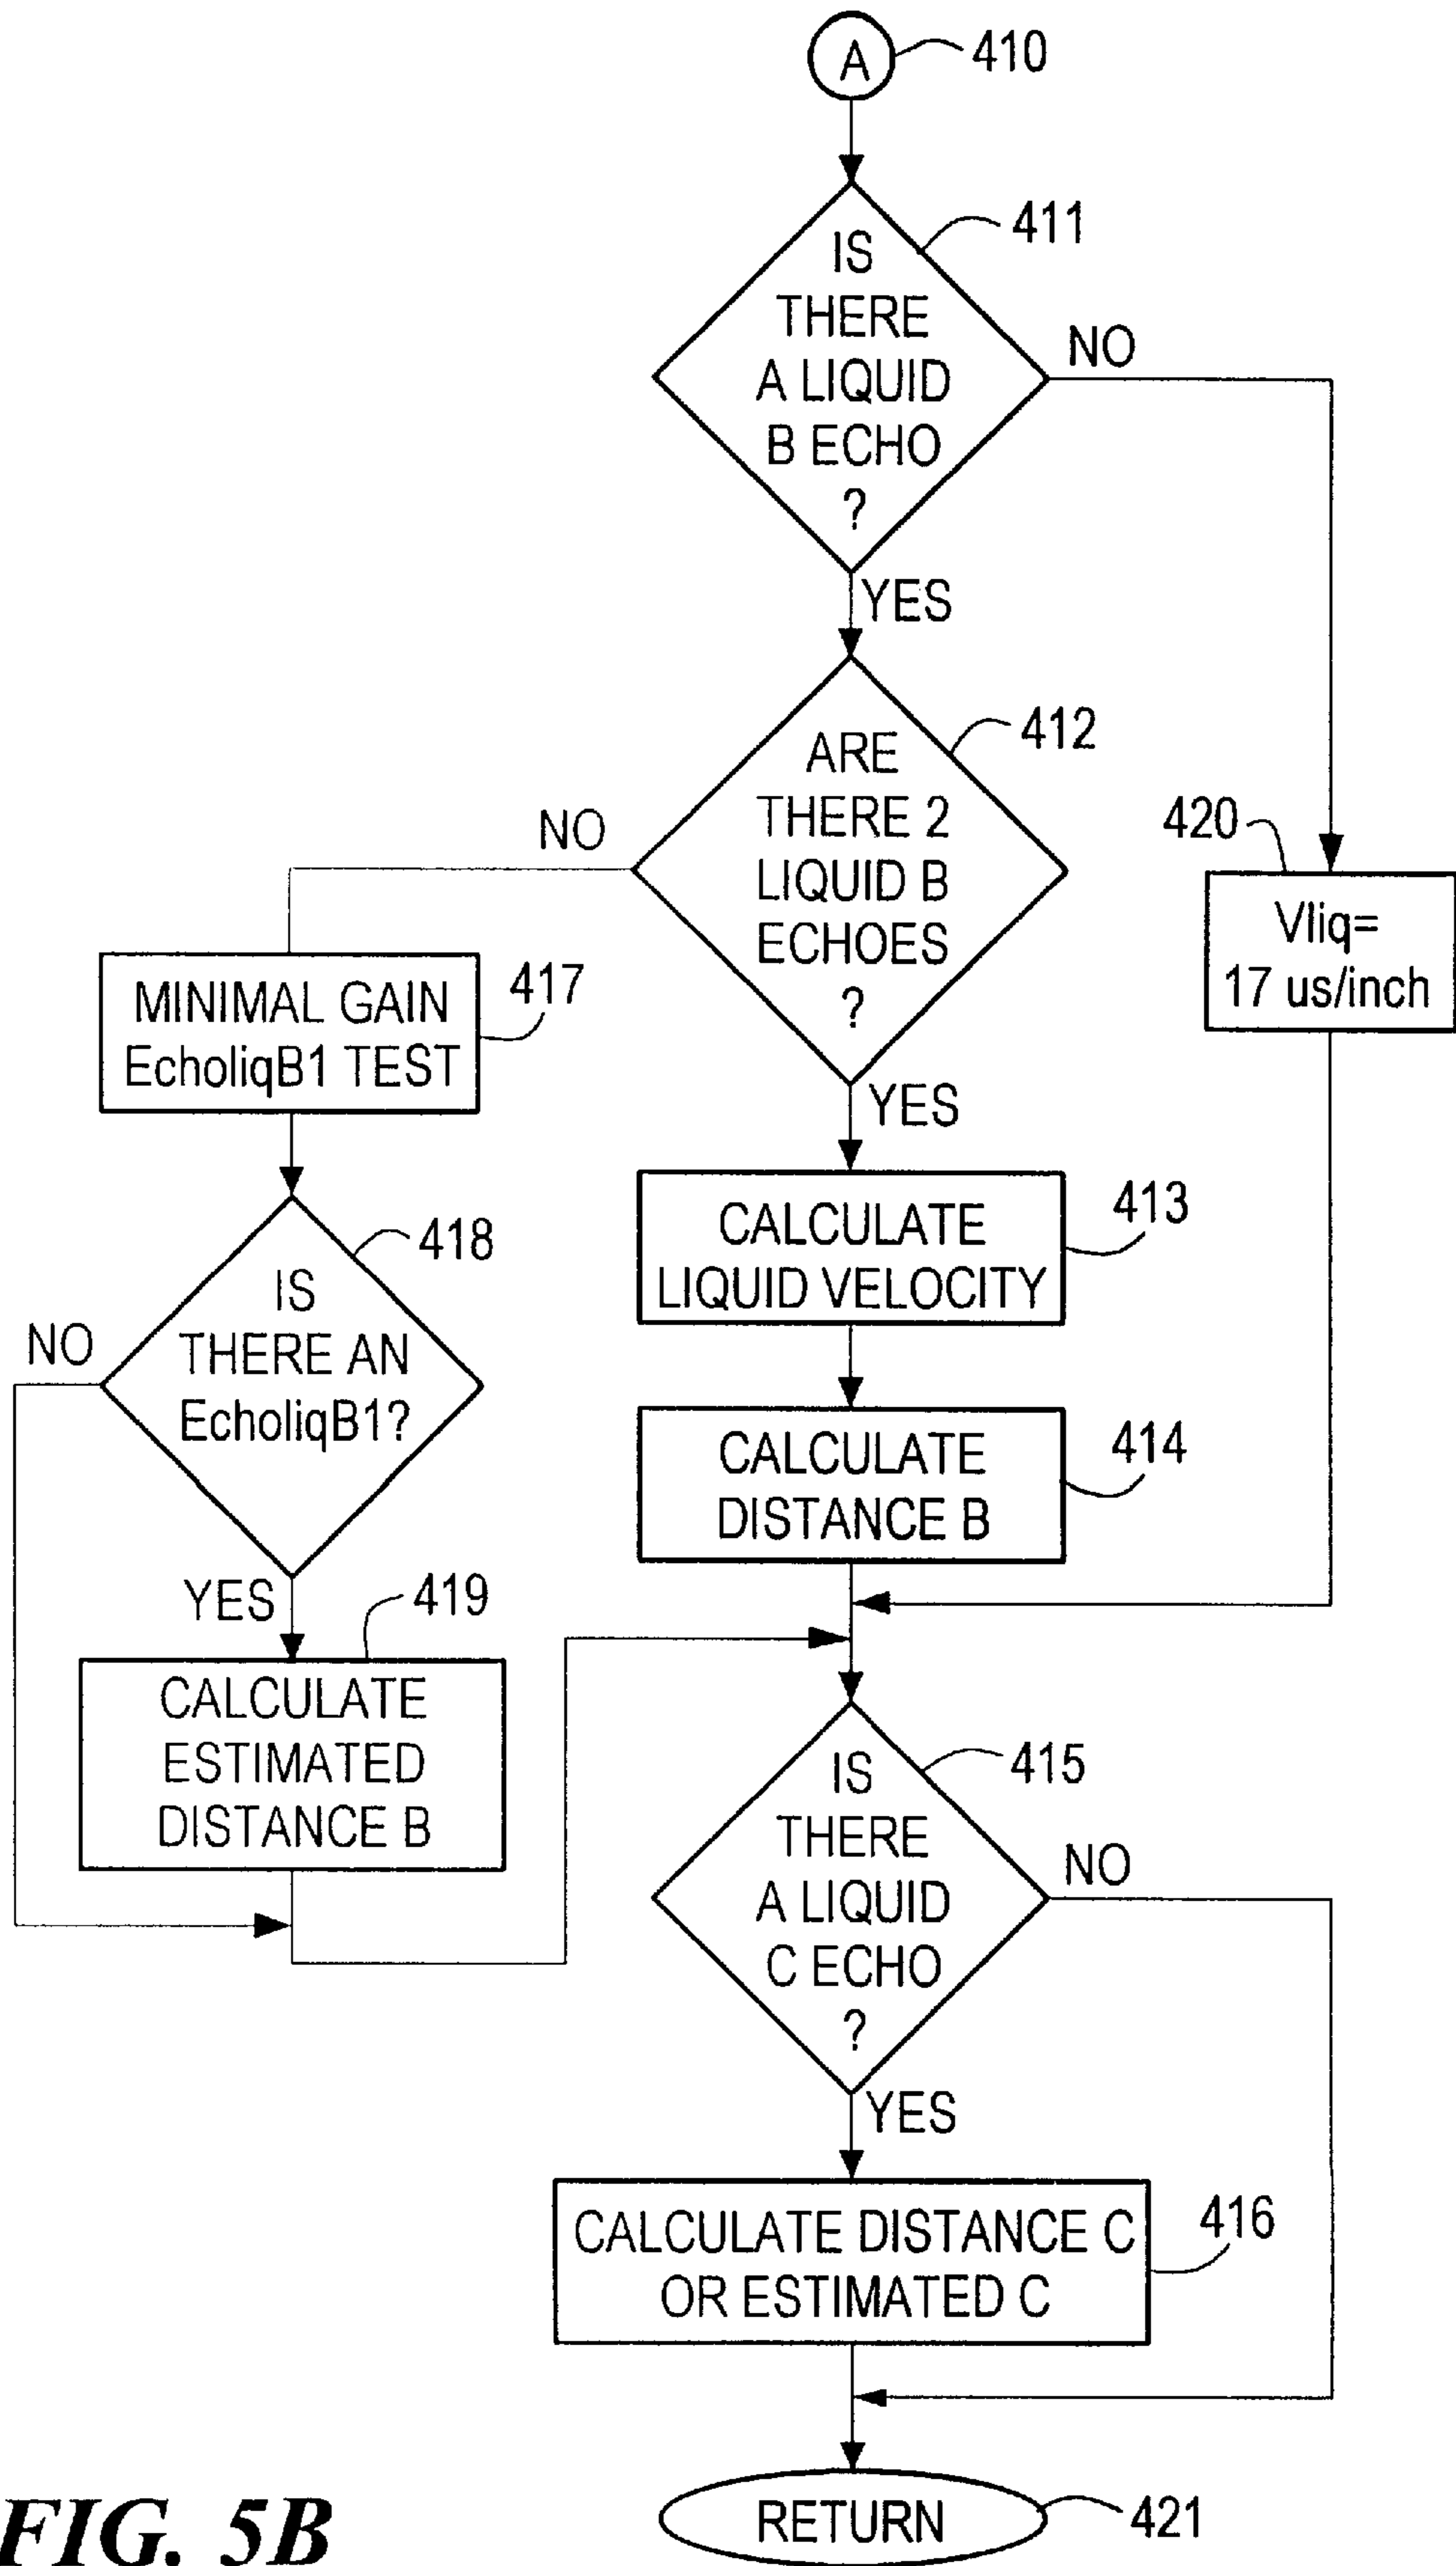 A
410
IS
THERE
A LIQUID
B ECHO
?
411
NO
YES
ARE
THERE 2
LIQUID B
ECHOES
?
412
NO
YES
420
Vliq=
17 us/inch
MINIMAL GAIN
EcholiqB1 TEST
417
CALCULATE
LIQUID VELOCITY
413
IS
THERE AN
EcholiqB1?
418
NO
YES
CALCULATE
DISTANCE B
414
CALCULATE
ESTIMATED
DISTANCE B
419
IS
THERE
A LIQUID
C ECHO
?
415
NO
YES
CALCULATE DISTANCE C
OR ESTIMATED C
416
RETURN
421
FIG. 5B